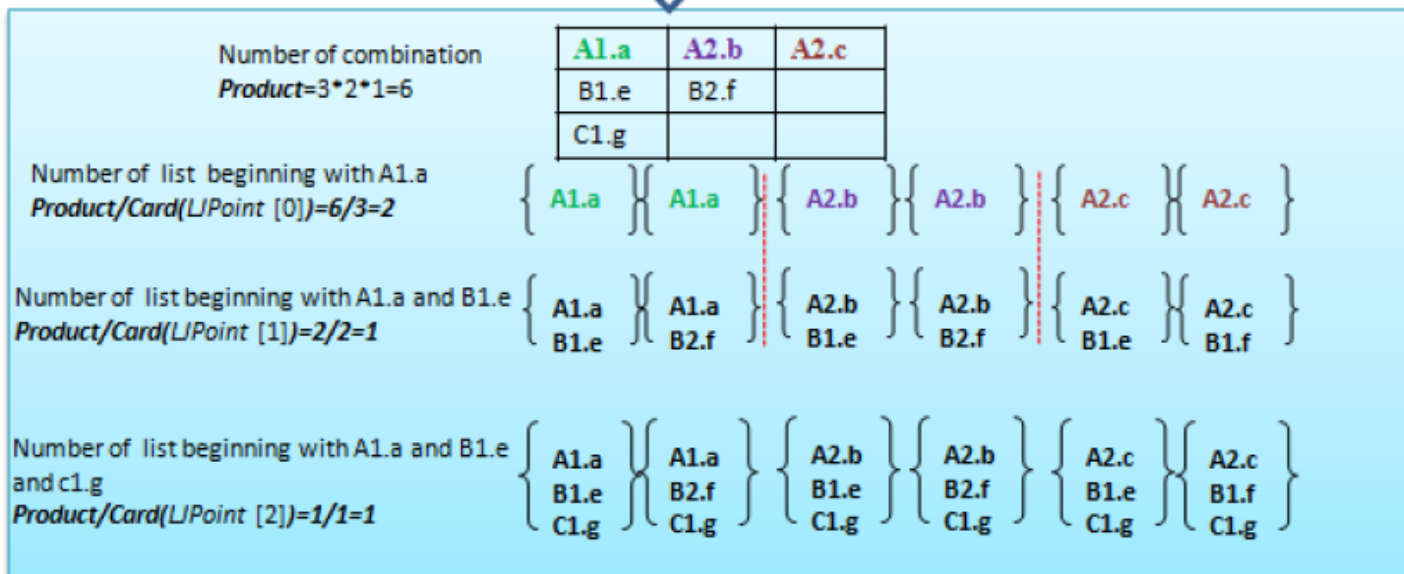 Number of combination
Product=3*2*1=6
A1.a A2.b A2.c
B1.e B2.f
C1.g
Number of list beginning with A1.a
Product/Card(LJPoint [0])=6/3=2
{ A1.a }{ A1.a } { A2.b }{ A2.b } { A2.c }{ A2.c }
Number of list beginning with A1.a and B1.e
Product/Card(LJPoint [1])=2/2=1
{ A1.a }{ A1.a } { A2.b }{ A2.b } { A2.c }{ A2.c }
B1.e B2.f B1.e B2.f B1.e B1.f
Number of list beginning with A1.a and B1.e
and c1.g
Product/Card(LJPoint [2])=1/1=1
{ A1.a }{ A1.a } { A2.b }{ A2.b } { A2.c }{ A2.c }
B1.e B2.f B1.e B2.f B1.e B1.f
C1.g C1.g C1.g C1.g C1.g C1.g